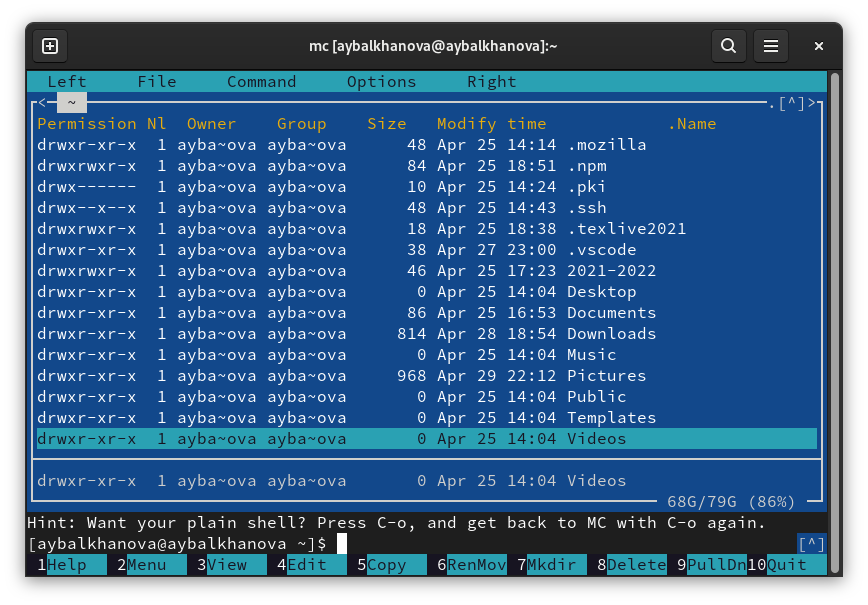 mc [aybalkhanova@aybalkhanova]:~
Left File Command Options Right
<- ~ .[^]>
Permission Nl Owner Group Size Modify time .Name
drwxr-xr-x 1 ayba~ova ayba~ova 48 Apr 25 14:14 .mozilla
drwxrwxr-x 1 ayba~ova ayba~ova 84 Apr 25 18:51 .npm
drwx------ 1 ayba~ova ayba~ova 10 Apr 25 14:24 .pki
drwx--x--x 1 ayba~ova ayba~ova 48 Apr 25 14:43 .ssh
drwxrwxr-x 1 ayba~ova ayba~ova 18 Apr 25 18:38 .texlive2021
drwxr-xr-x 1 ayba~ova ayba~ova 38 Apr 27 23:00 .vscode
drwxrwxr-x 1 ayba~ova ayba~ova 46 Apr 25 17:23 2021-2022
drwxr-xr-x 1 ayba~ova ayba~ova 0 Apr 25 14:04 Desktop
drwxr-xr-x 1 ayba~ova ayba~ova 86 Apr 25 16:53 Documents
drwxr-xr-x 1 ayba~ova ayba~ova 814 Apr 28 18:54 Downloads
drwxr-xr-x 1 ayba~ova ayba~ova 0 Apr 25 14:04 Music
drwxr-xr-x 1 ayba~ova ayba~ova 968 Apr 29 22:12 Pictures
drwxr-xr-x 1 ayba~ova ayba~ova 0 Apr 25 14:04 Public
drwxr-xr-x 1 ayba~ova ayba~ova 0 Apr 25 14:04 Templates
drwxr-xr-x 1 ayba~ova ayba~ova 0 Apr 25 14:04 Videos
drwxr-xr-x 1 ayba~ova ayba~ova 0 Apr 25 14:04 Videos
68G/79G (86%)
Hint: Want your plain shell? Press C-o, and get back to MC with C-o again.
[aybalkhanova@aybalkhanova ~]$ [^]
1Help 2Menu 3View 4Edit 5Copy 6RenMov 7Mkdir 8Delete 9PullDn 10Quit